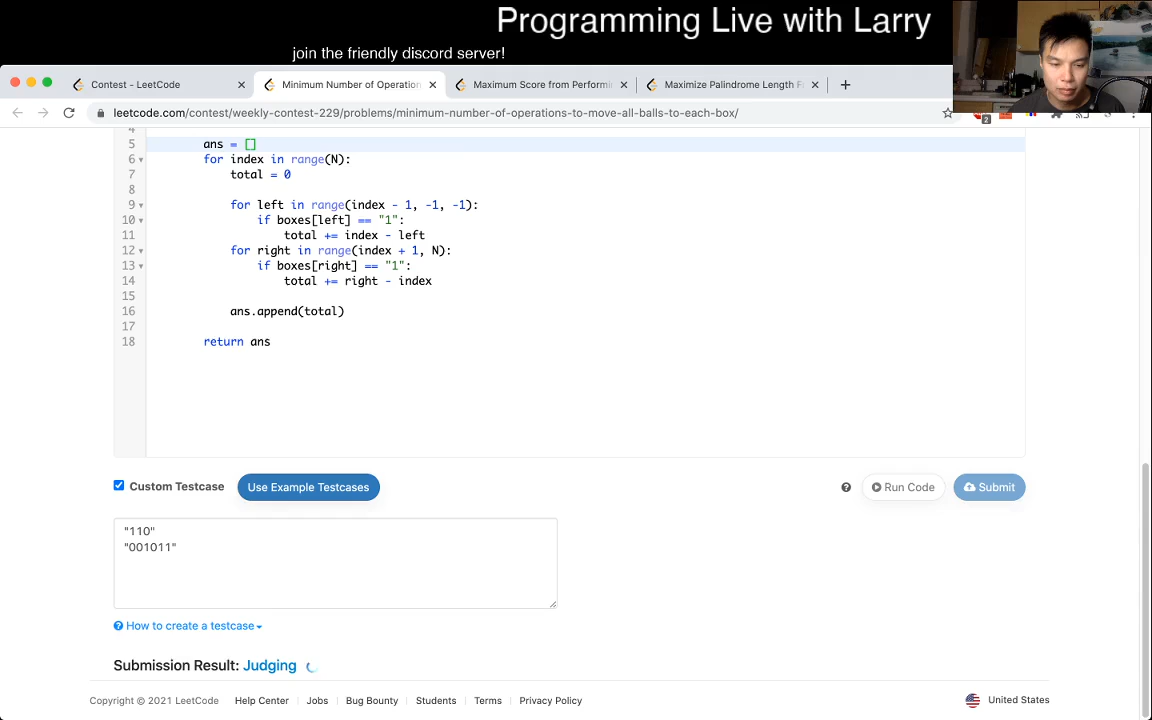 Programming Live with Larry
join the friendly discord server!
Contest - LeetCode
Minimum Number of Operation
Maximum Score from Performin
Maximize Palindrome Length F
leetcode.com/contest/weekly-contest-229/problems/minimum-number-of-operations-to-move-all-balls-to-each-box/
2
4
5 ans = []
6 for index in range(N):
7 total = 0
8
9 for left in range(index - 1, -1, -1):
10 if boxes[left] == "1":
11 total += index - left
12 for right in range(index + 1, N):
13 if boxes[right] == "1":
14 total += right - index
15
16 ans.append(total)
17
18 return ans
Custom Testcase
Use Example Testcases
Run Code
Submit
"110"
"001011"
How to create a testcase
Submission Result: Judging
Copyright © 2021 LeetCode Help Center Jobs Bug Bounty Students Terms Privacy Policy United States